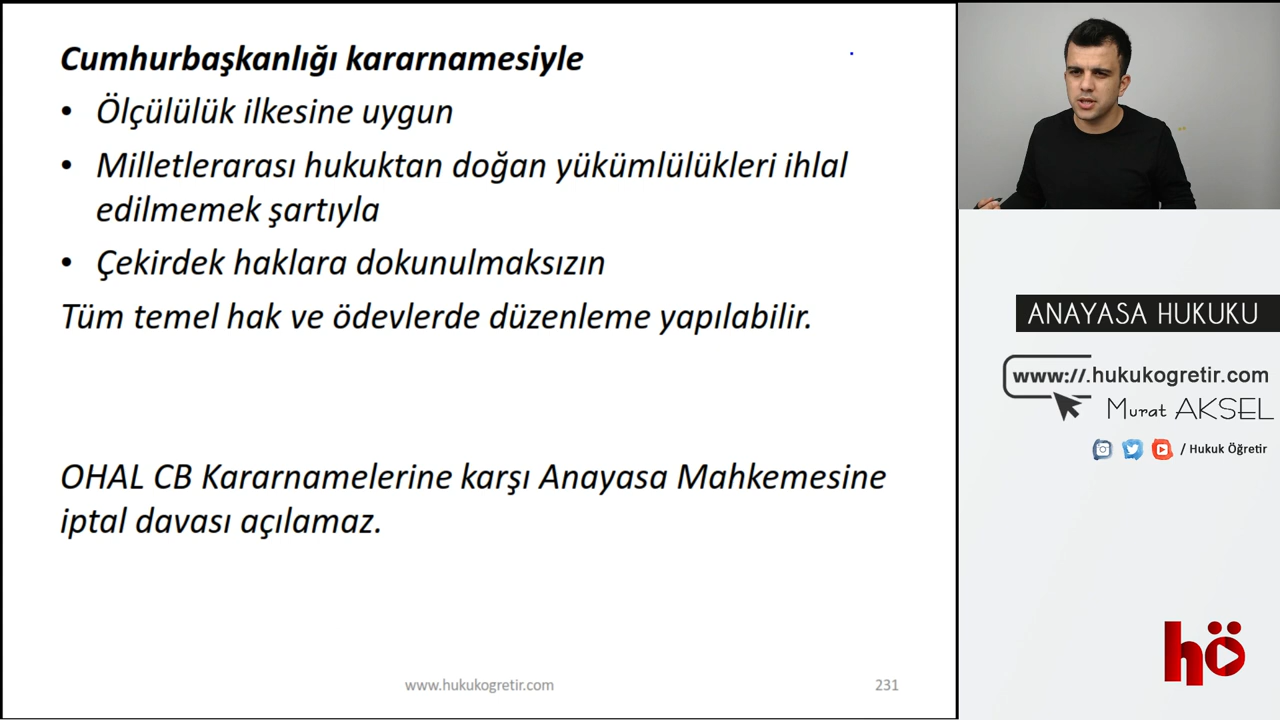 Cumhurbaşkanlığı kararnamesiyle
• Ölçülülük ilkesine uygun
• Milletlerarası hukuktan doğan yükümlülükleri ihlal
edilmemek şartıyla
• Çekirdek haklara dokunulmaksızın
Tüm temel hak ve ödevlerde düzenleme yapılabilir.
OHAL CB Kararnamelerine karşı Anayasa Mahkemesine
iptal davası açılamaz.
www.hukukogretir.com
231
ANAYASA HUKUKU
www://.hukukogretir.com
Murat AKSEL
/ Hukuk Öğretir
hö